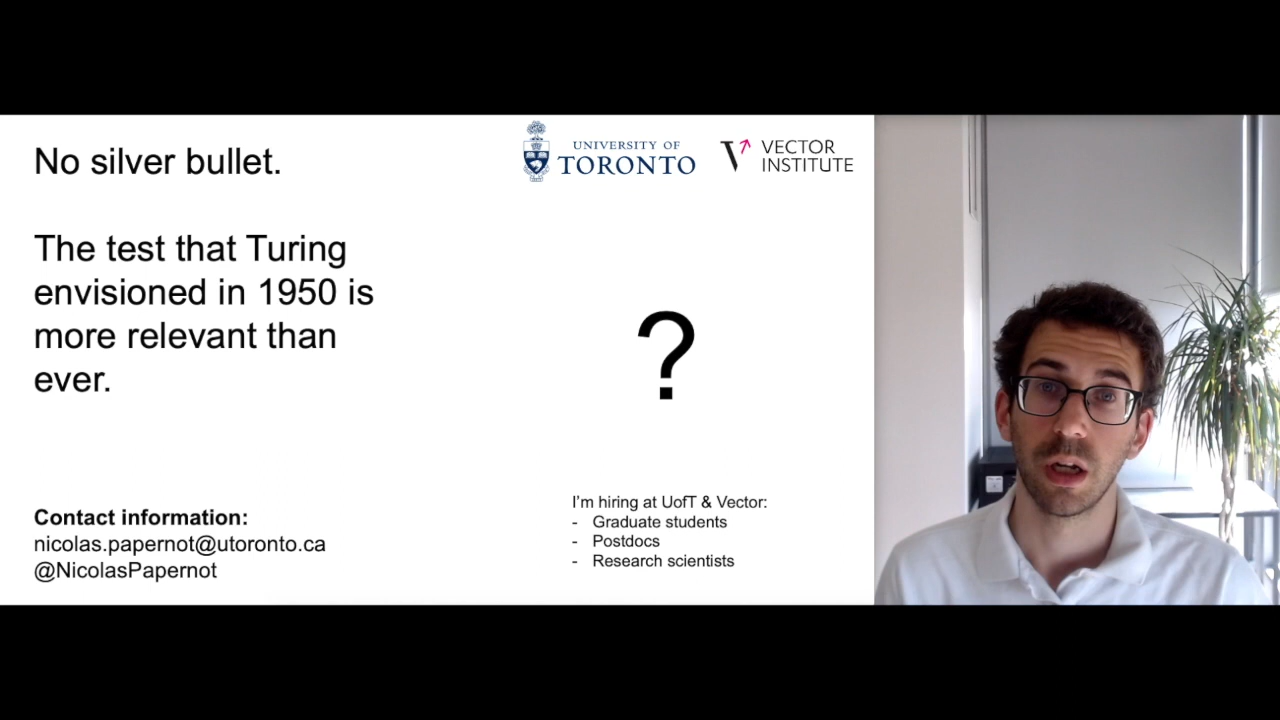 No silver bullet.
UNIVERSITY OF
TORONTO
VECTOR
INSTITUTE
The test that Turing
envisioned in 1950 is
more relevant than
ever.
?
Contact information:
nicolas.papernot@utoronto.ca
@NicolasPapernot
I'm hiring at UofT & Vector:
- Graduate students
- Postdocs
- Research scientists